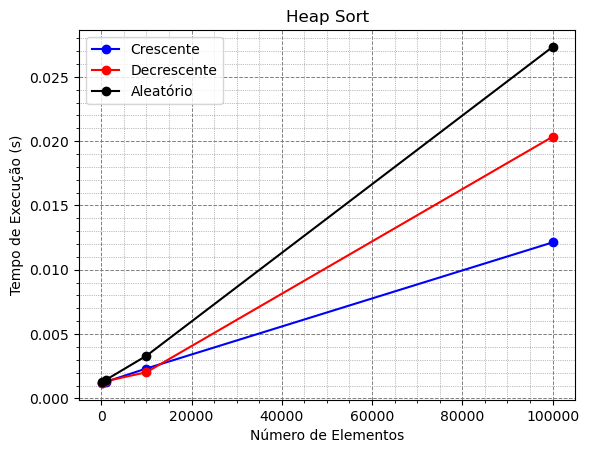 Heap Sort
Crescente
Decrescente
Aleatório
Tempo de Execução (s)
0.025
0.020
0.015
0.010
0.005
0.000
0 20000 40000 60000 80000 100000
Número de Elementos